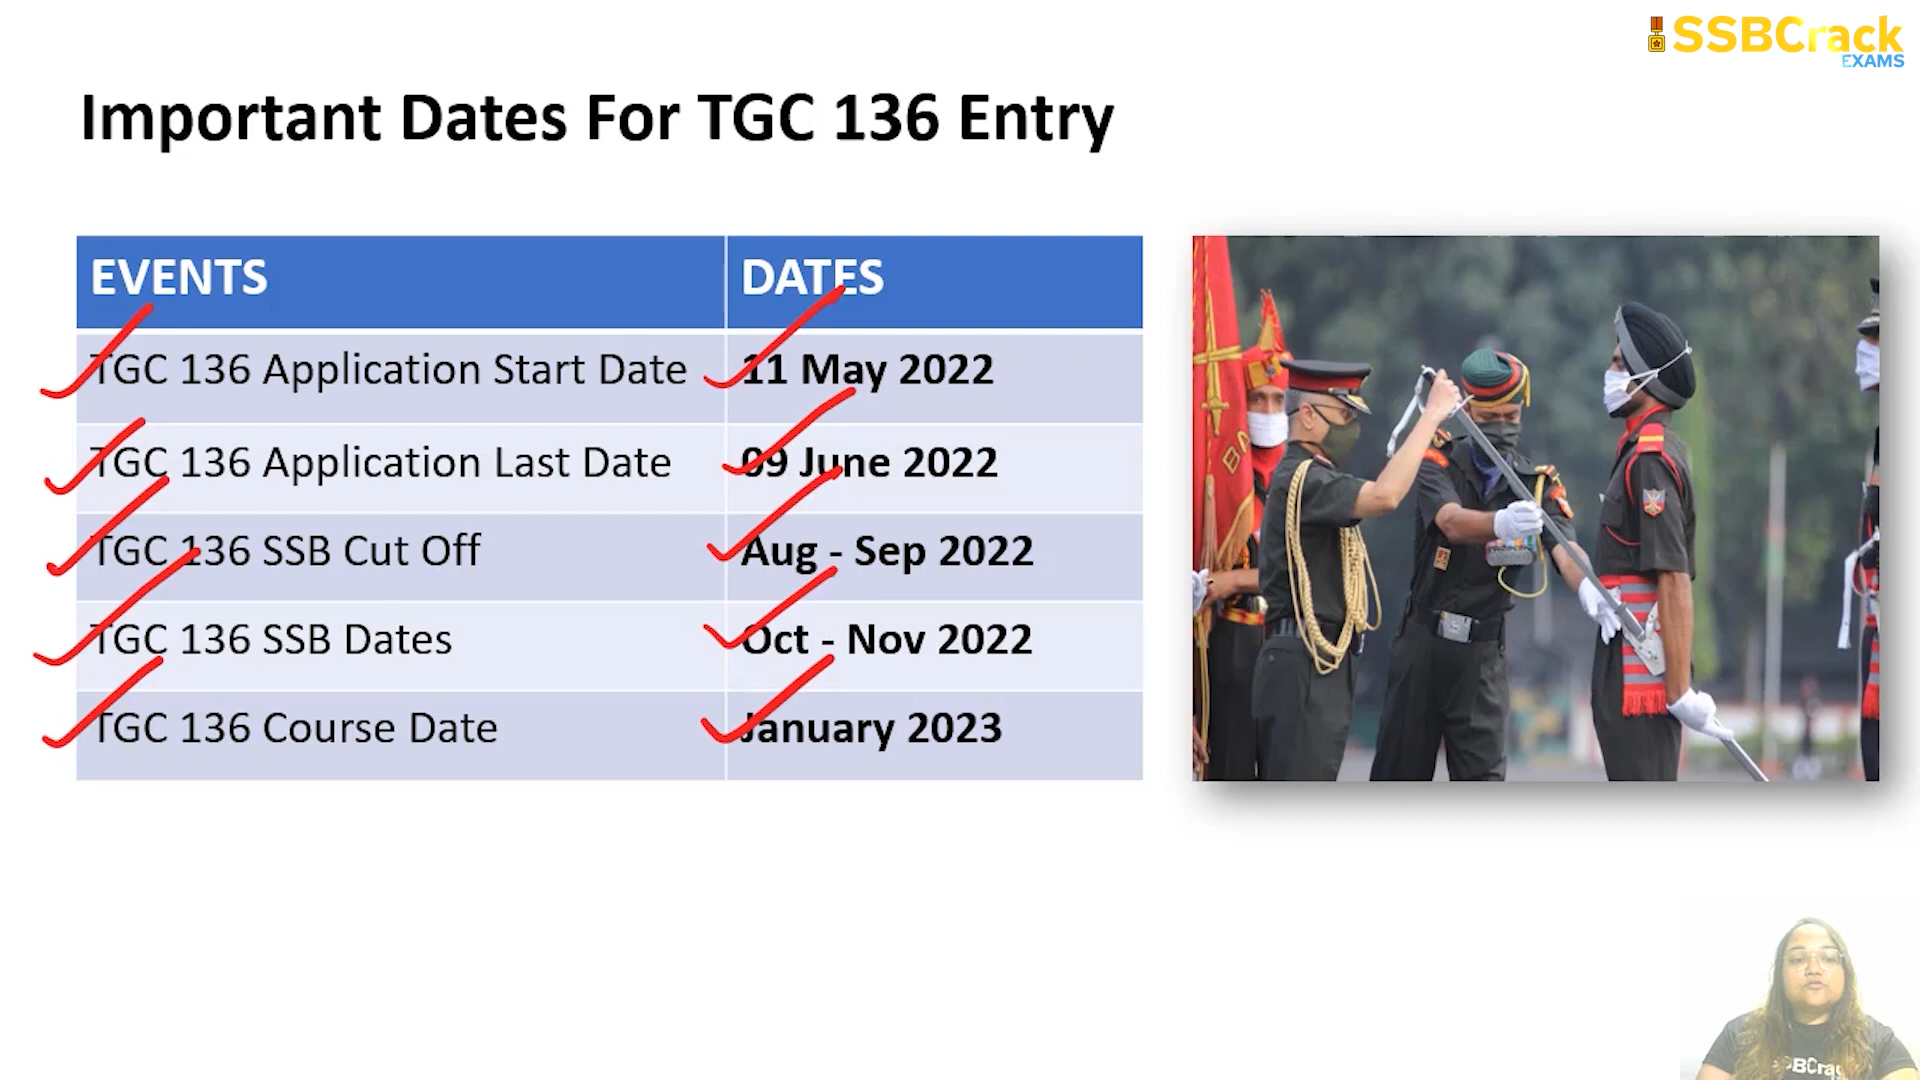 SSBCrack
EXAMS
Important Dates For TGC 136 Entry
EVENTS DATES
TGC 136 Application Start Date 11 May 2022
TGC 136 Application Last Date 09 June 2022
TGC 136 SSB Cut Off Aug - Sep 2022
TGC 136 SSB Dates Oct - Nov 2022
TGC 136 Course Date January 2023
BA